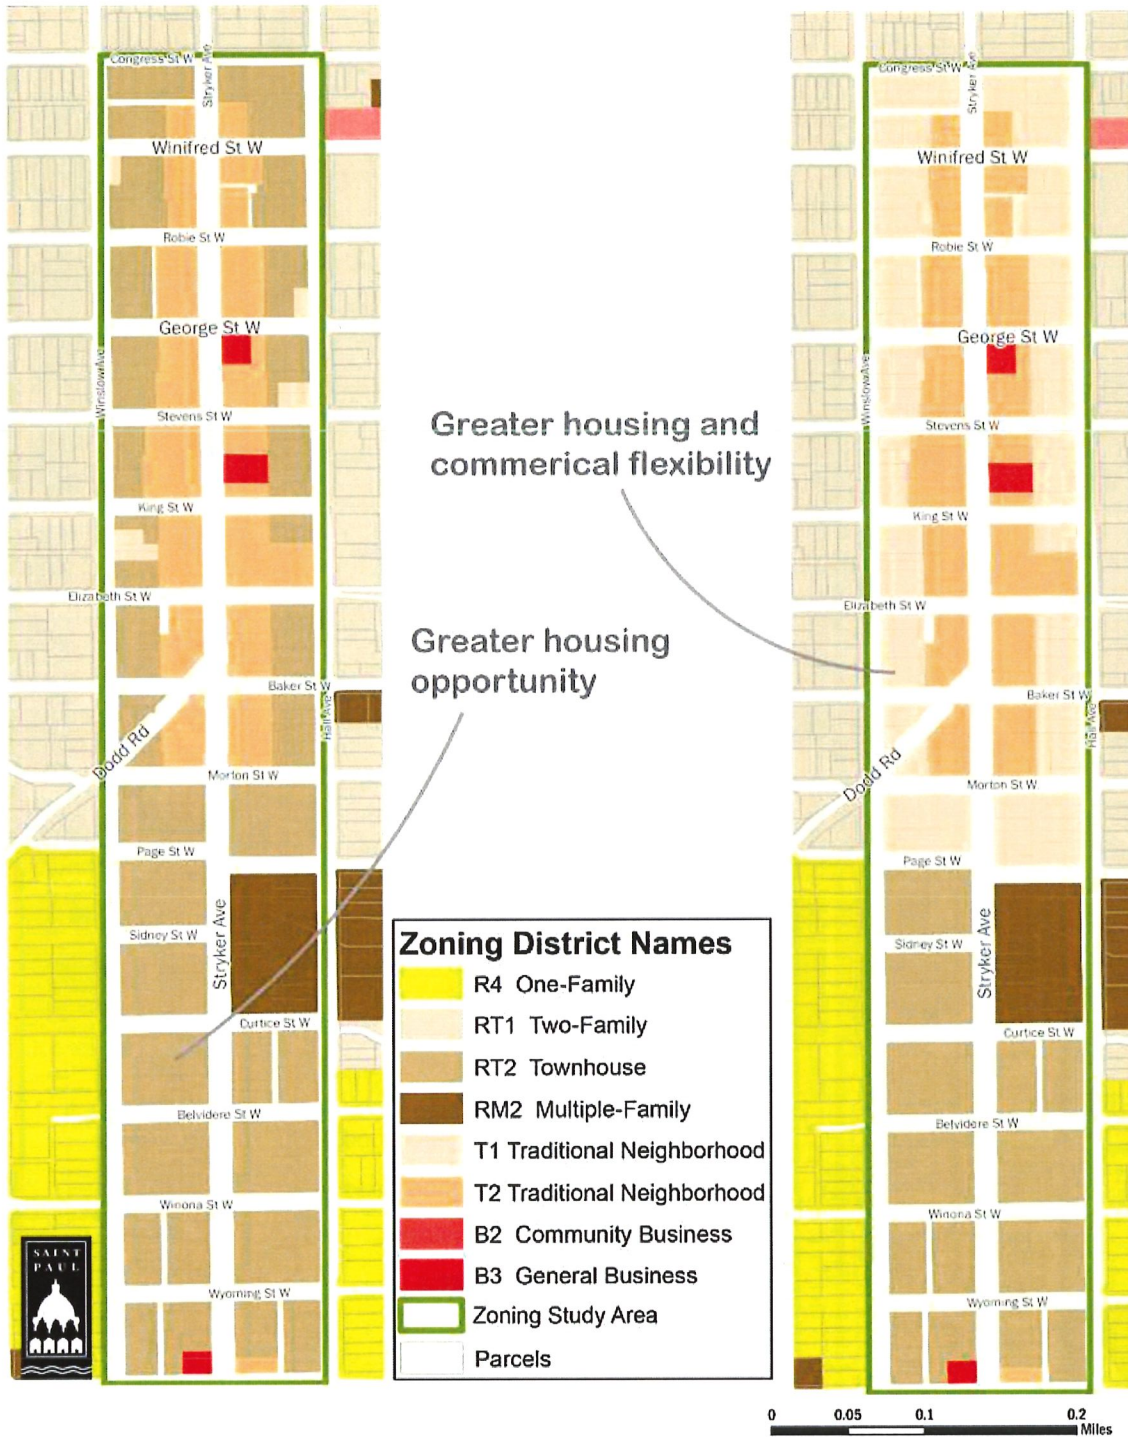 Congress St W
Stryker Ave
Winifred St W
Robie St W
George St W
Winslow Ave
Stevens St W
King St W
Elizabeth St W
Baker St W
Hall Ave
Dodd Rd
Morton St W
Page St W
Sidney St W
Stryker Ave
Curtice St W
Belvidere St W
Winona St W
Wyoming St W
SAINT
PAUL
Greater housing and
commerical flexibility
Greater housing
opportunity
Zoning District Names
R4 One-Family
RT1 Two-Family
RT2 Townhouse
RM2 Multiple-Family
T1 Traditional Neighborhood
T2 Traditional Neighborhood
B2 Community Business
B3 General Business
Zoning Study Area
Parcels
Congress St W
Stryker Ave
Winifred St W
Robie St W
George St W
Winslow Ave
Stevens St W
King St W
Elizabeth St W
Baker St W
Hall Ave
Dodd Rd
Morton St W
Page St W
Sidney St W
Stryker Ave
Curtice St W
Belvidere St W
Winona St W
Wyoming St W
0 0.05 0.1 0.2
Miles